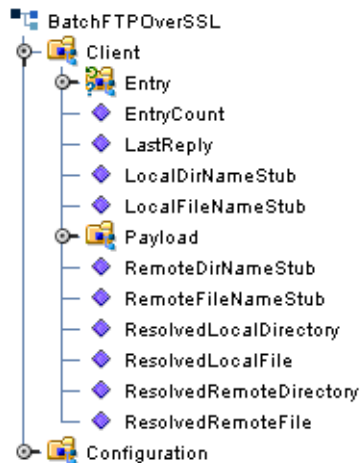 BatchFTPOverSSL
Client
Entry
EntryCount
LastReply
LocalDirNameStub
LocalFileNameStub
Payload
RemoteDirNameStub
RemoteFileNameStub
ResolvedLocalDirectory
ResolvedLocalFile
ResolvedRemoteDirectory
ResolvedRemoteFile
Configuration